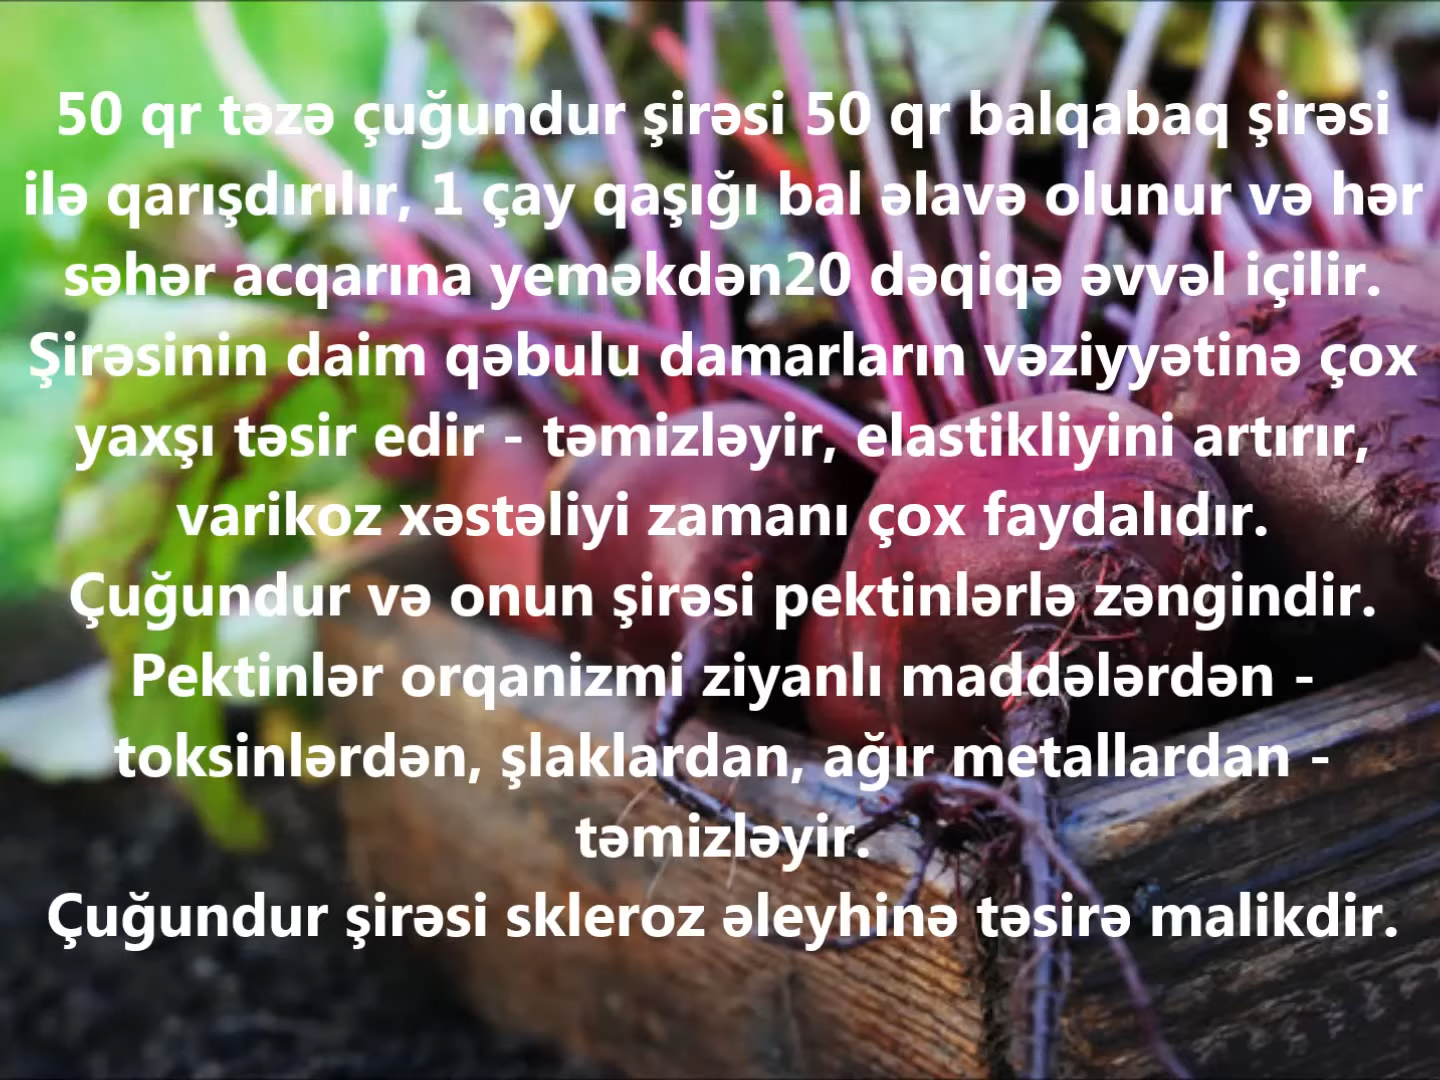 50 qr təzə çuğundur şirəsi 50 qr balqabaq şirəsi
ilə qarışdırılır, 1 çay qaşığı bal əlavə olunur və hər
səhər acqarına yeməkdən20 dəqiqə əvvəl içilir.
Şirəsinin daim qəbulu damarların vəziyyətinə çox
yaxşı təsir edir - təmizləyir, elastikliyini artırır,
varikoz xəstəliyi zamanı çox faydalıdır.
Çuğundur və onun şirəsi pektinlərlə zəngindir.
Pektinlər orqanizmi ziyanlı maddələrdən -
toksinlərdən, şlaklardan, ağır metallardan -
təmizləyir.
Çuğundur şirəsi skleroz əleyhinə təsirə malikdir.